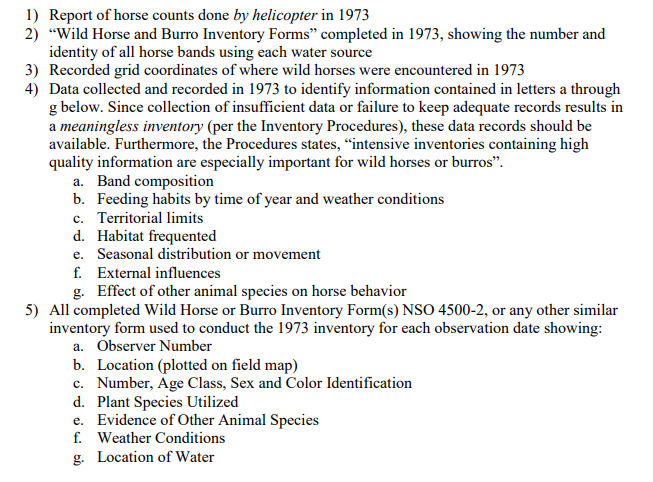 1) Report of horse counts done by helicopter in 1973
2) “Wild Horse and Burro Inventory Forms” completed in 1973, showing the number and
identity of all horse bands using each water source
3) Recorded grid coordinates of where wild horses were encountered in 1973
4) Data collected and recorded in 1973 to identify information contained in letters a through
g below. Since collection of insufficient data or failure to keep adequate records results in
a meaningless inventory (per the Inventory Procedures), these data records should be
available. Furthermore, the Procedures states, “intensive inventories containing high
quality information are especially important for wild horses or burros”.
a. Band composition
b. Feeding habits by time of year and weather conditions
c. Territorial limits
d. Habitat frequented
e. Seasonal distribution or movement
f. External influences
g. Effect of other animal species on horse behavior
5) All completed Wild Horse or Burro Inventory Form(s) NSO 4500-2, or any other similar
inventory form used to conduct the 1973 inventory for each observation date showing:
a. Observer Number
b. Location (plotted on field map)
c. Number, Age Class, Sex and Color Identification
d. Plant Species Utilized
e. Evidence of Other Animal Species
f. Weather Conditions
g. Location of Water